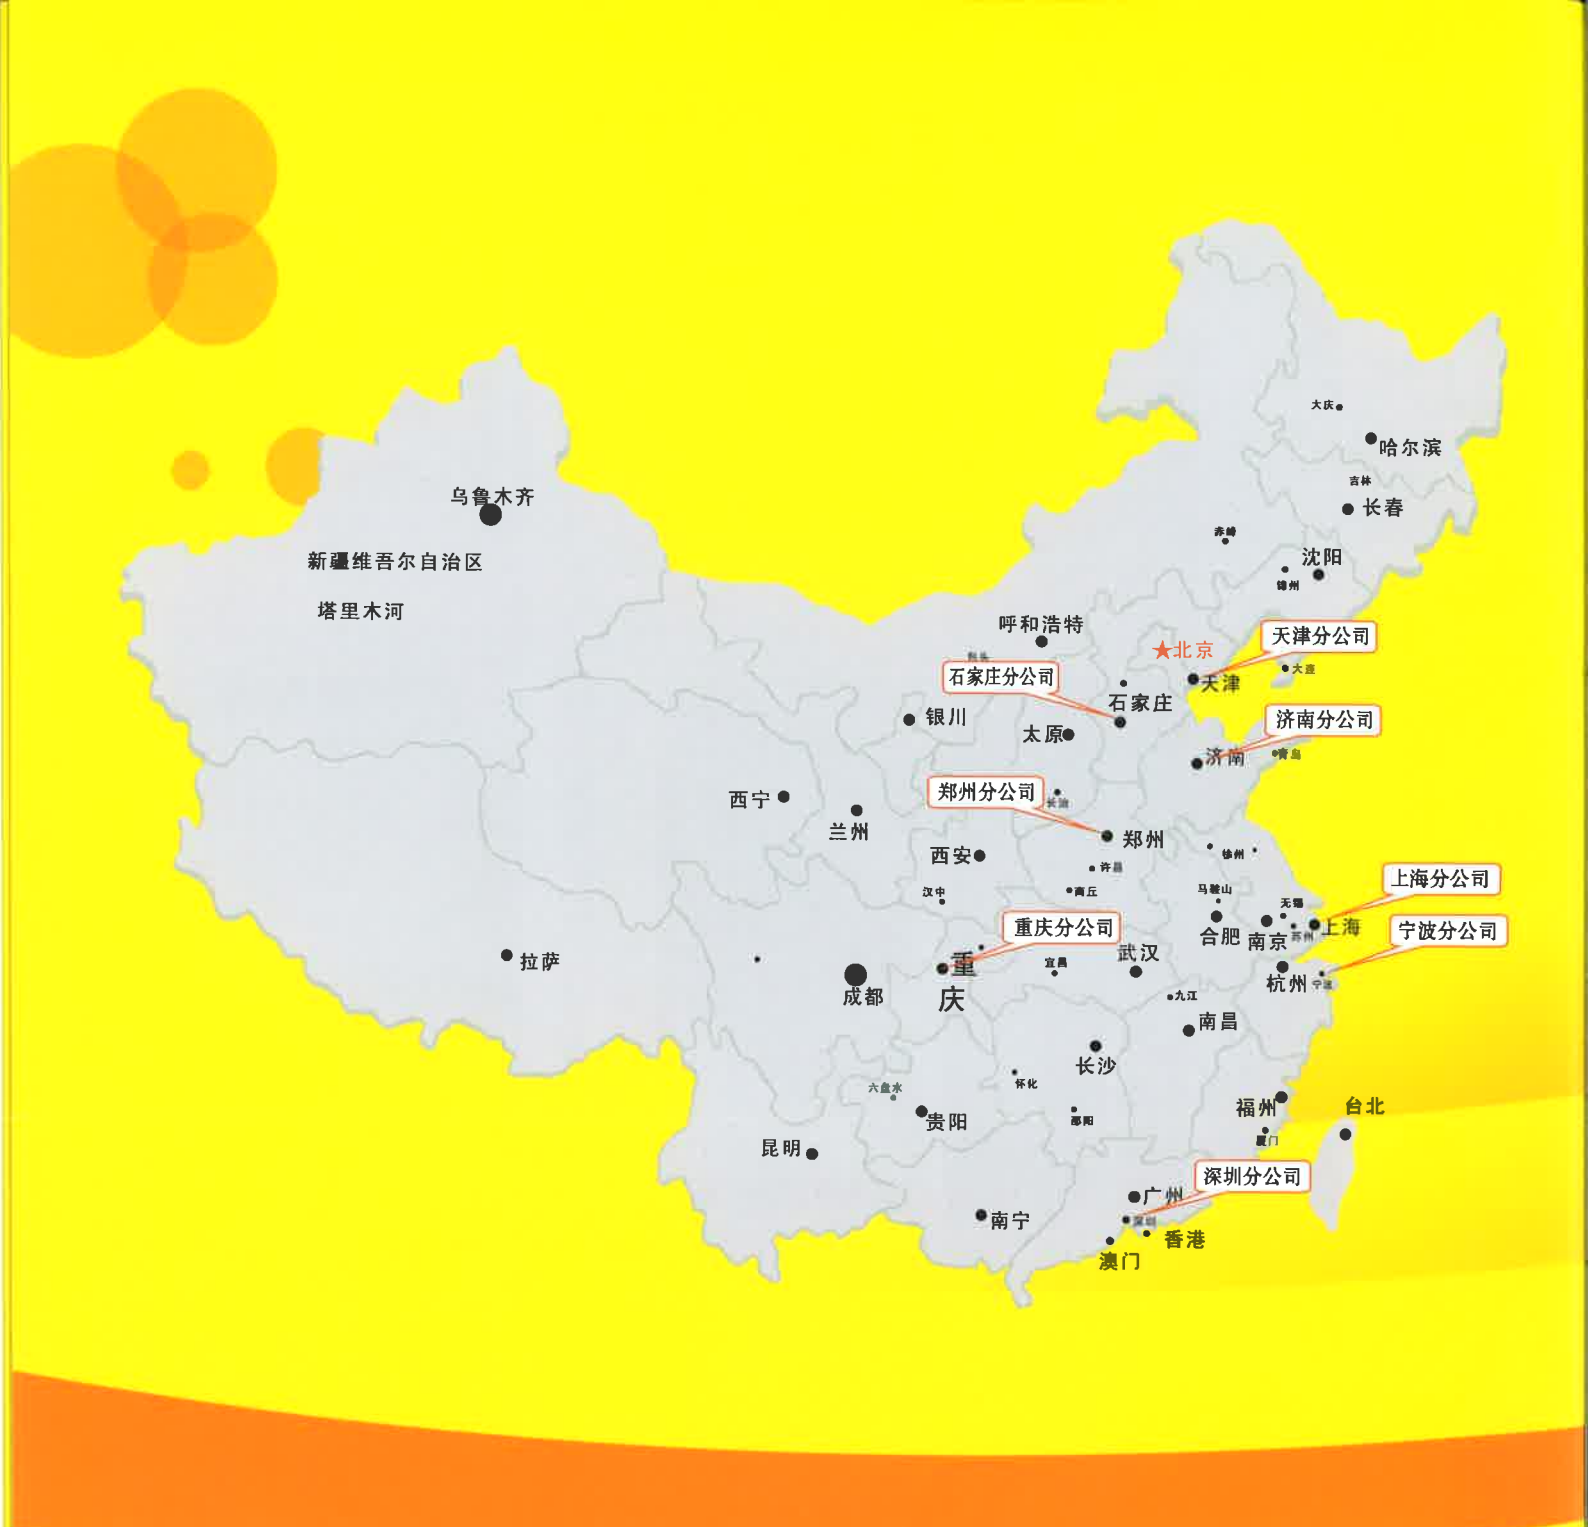 大庆
哈尔滨
吉林
长春
乌鲁木齐
赤峰
沈阳
锦州
新疆维吾尔自治区
塔里木河
呼和浩特
天津分公司
北京
包头
大连
石家庄分公司
天津
石家庄
银川
太原
济南分公司
济南
青岛
郑州分公司
长治
西宁
兰州
郑州
西安
徐州
许昌
商丘
汉中
马鞍山
无锡
上海分公司
重庆分公司
合肥
南京
苏州
上海
宁波分公司
拉萨
重
庆
宜昌
武汉
成都
杭州
宁波
九江
南昌
长沙
怀化
六盘水
贵阳
邵阳
福州
台北
厦门
昆明
深圳分公司
广州
南宁
深圳
香港
澳门